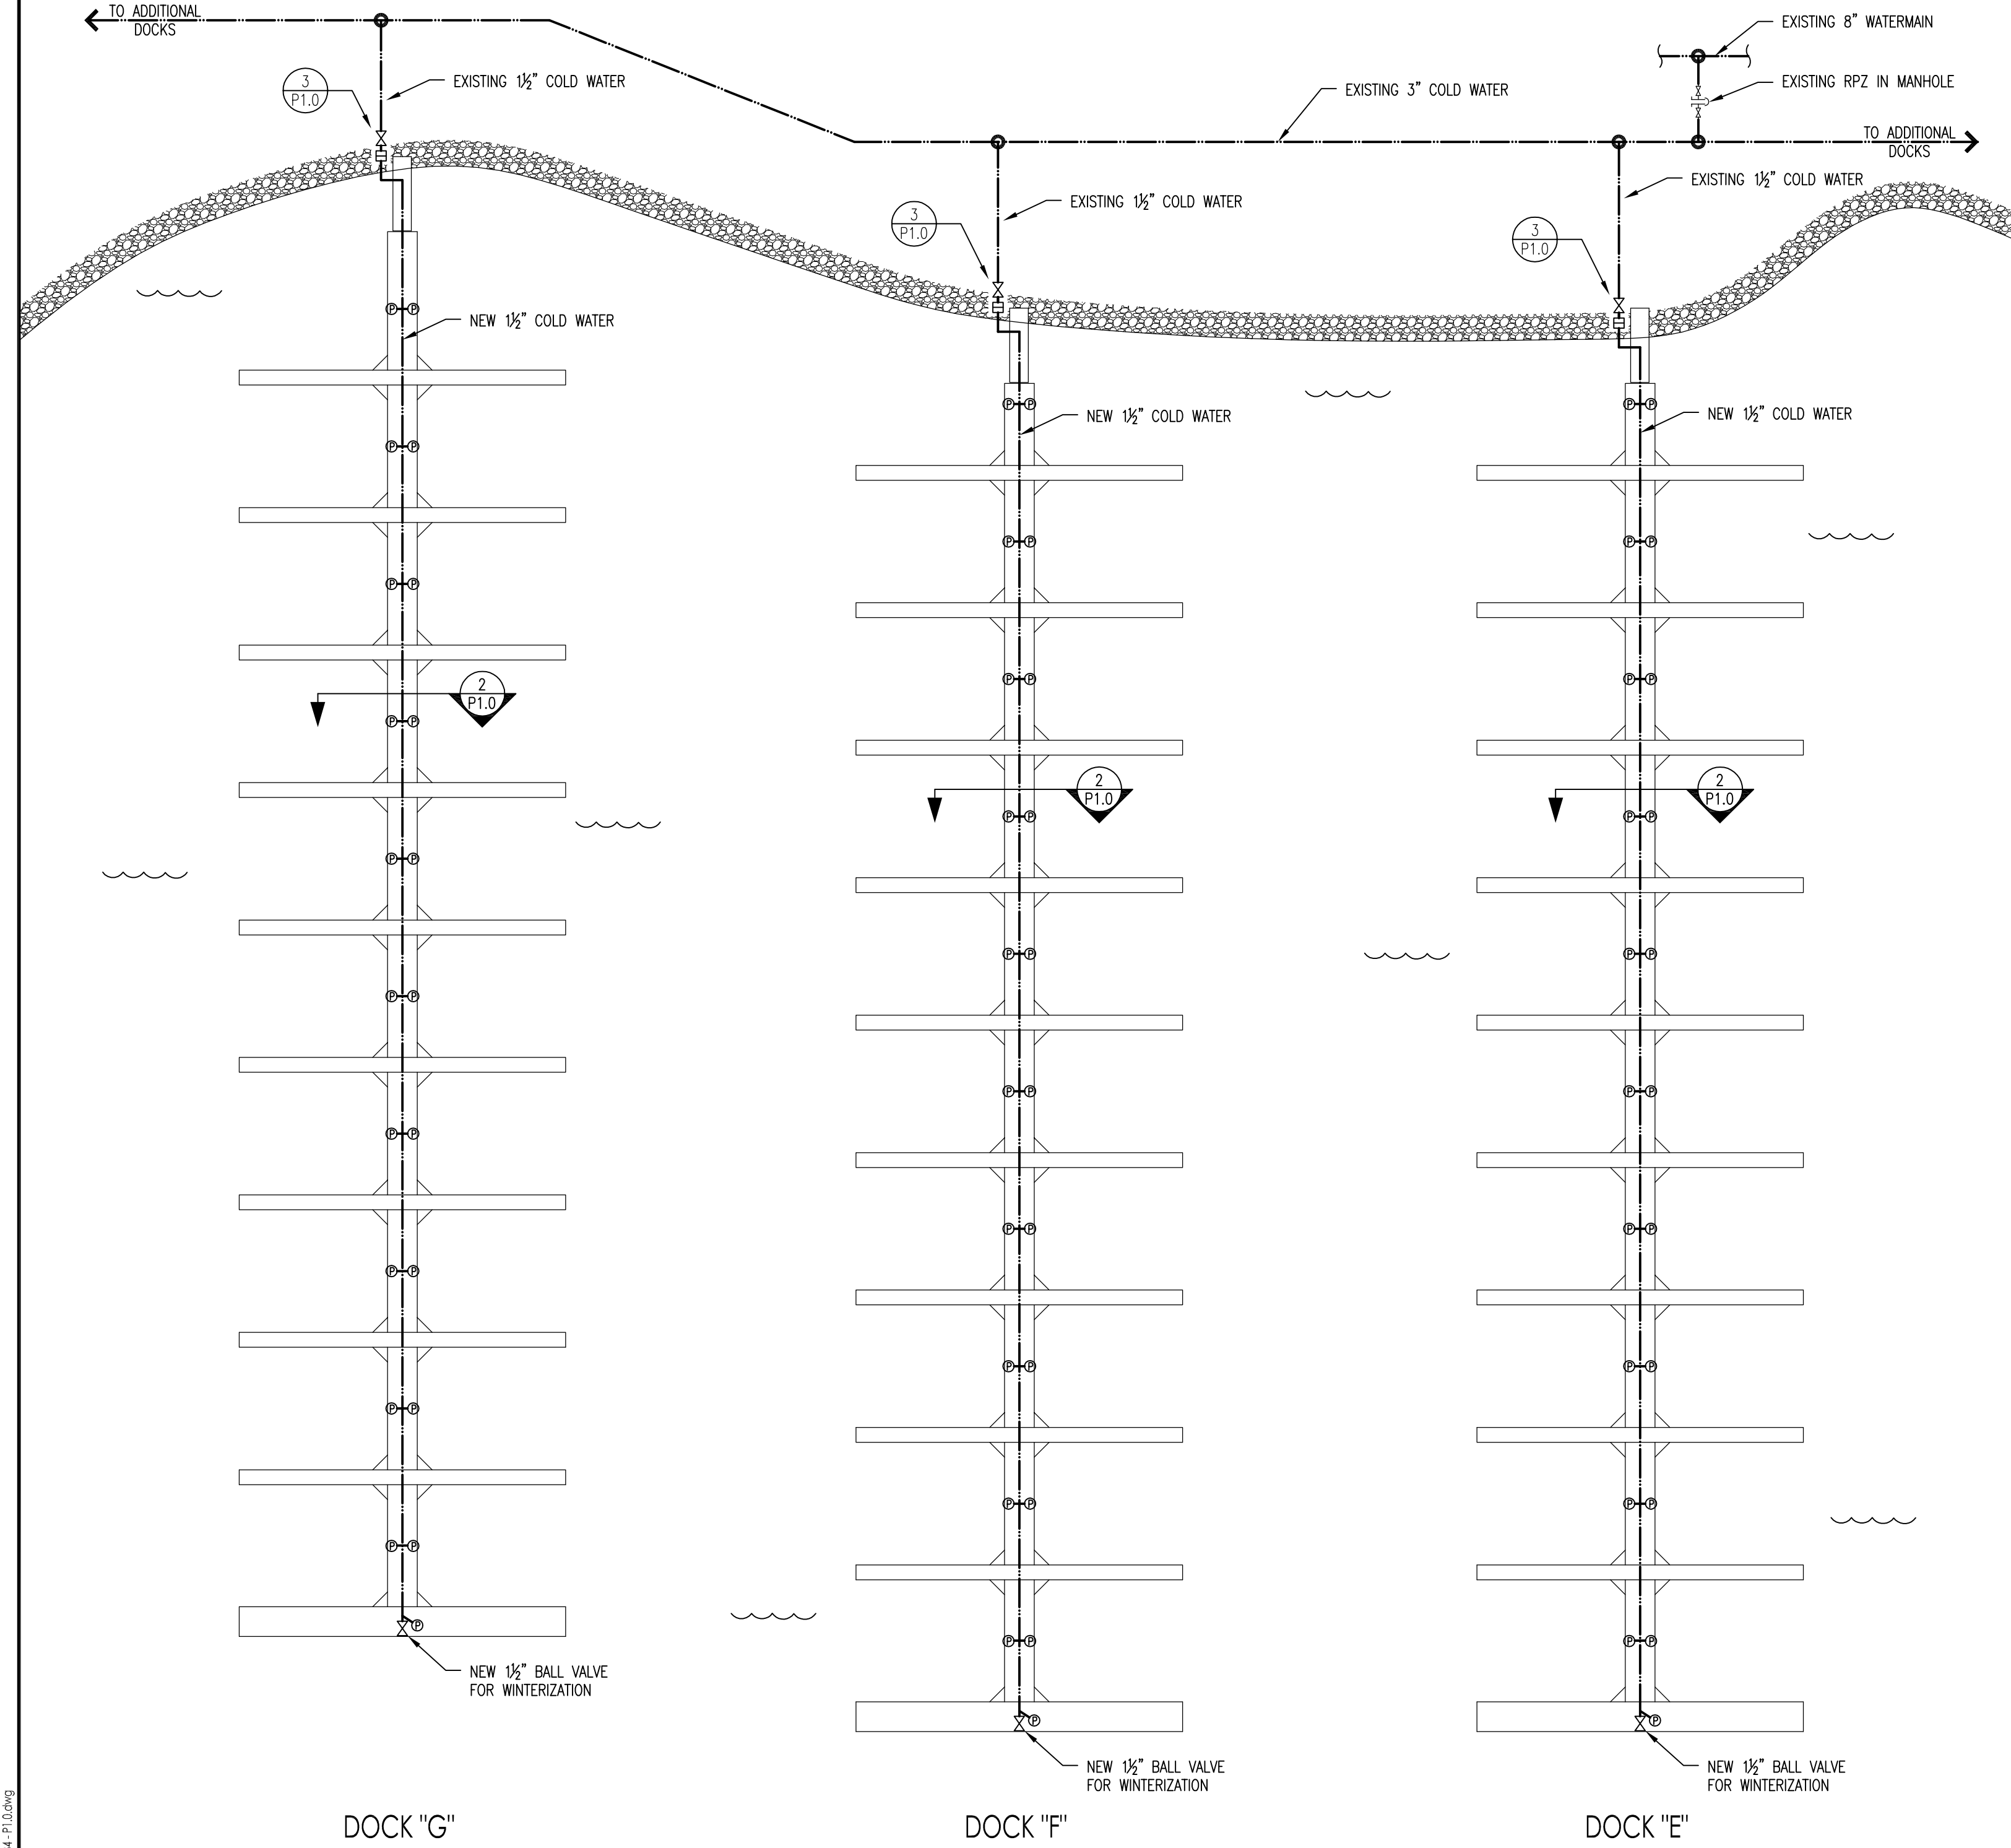 TO ADDITIONAL
DOCKS
EXISTING 8" WATERMAIN
3
P1.0
EXISTING 1½" COLD WATER
EXISTING 3" COLD WATER
EXISTING RPZ IN MANHOLE
TO ADDITIONAL
DOCKS
3
P1.0
EXISTING 1½" COLD WATER
3
P1.0
EXISTING 1½" COLD WATER
NEW 1½" COLD WATER
NEW 1½" COLD WATER
NEW 1½" COLD WATER
P P
P P
P P
P P
P P
P P
P P
P P
P P
P P
P
P P
P P
P P
P P
P P
P P
P P
P P
P P
P P
P
P P
P P
P P
P P
P P
P P
P P
P P
P P
P P
P
2
P1.0
2
P1.0
2
P1.0
NEW 1½" BALL VALVE
FOR WINTERIZATION
NEW 1½" BALL VALVE
FOR WINTERIZATION
NEW 1½" BALL VALVE
FOR WINTERIZATION
DOCK "G"
DOCK "F"
DOCK "E"
4 - P1.0.dwg